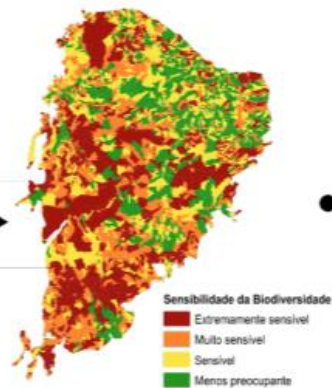 Sensibilidade da Biodiversidade
Extremamente sensível
Muito sensível
Sensível
Menos preocupante